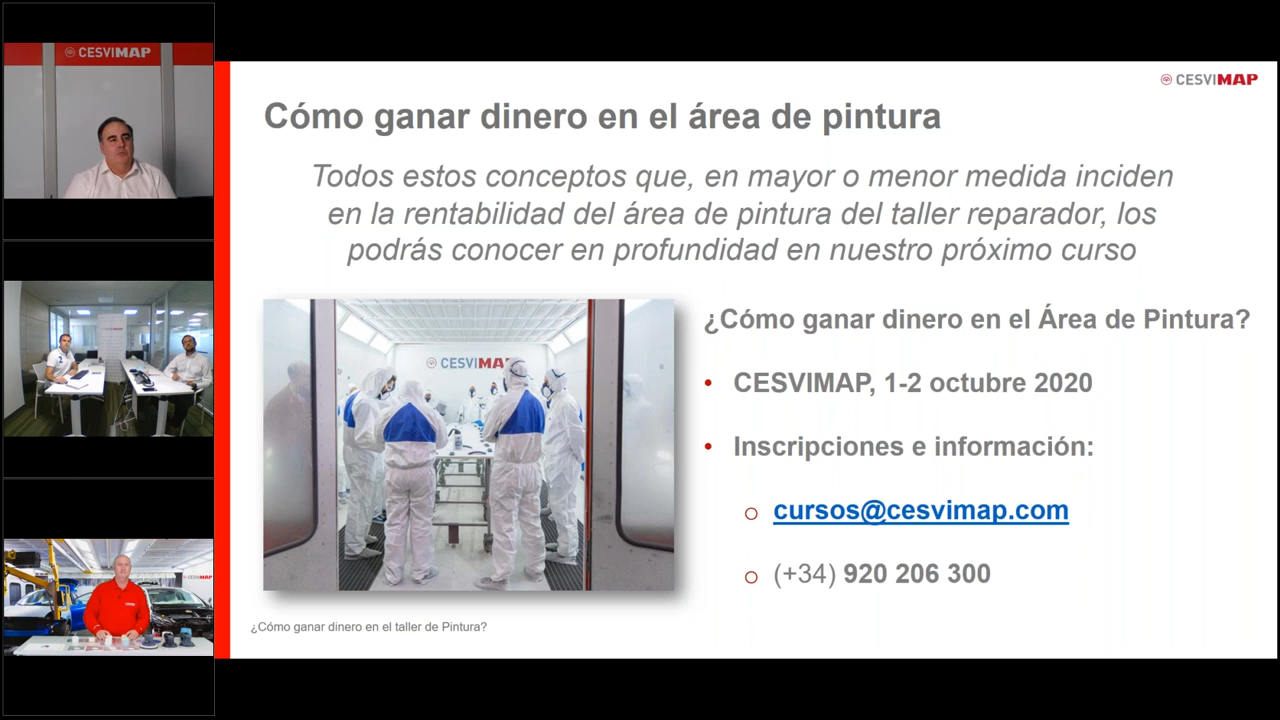 CESVIMAP
CESVIMAP
Cómo ganar dinero en el área de pintura
Todos estos conceptos que, en mayor o menor medida inciden
en la rentabilidad del área de pintura del taller reparador, los
podrás conocer en profundidad en nuestro próximo curso
CESVIMAP
¿Cómo ganar dinero en el Área de Pintura?
• CESVIMAP, 1-2 octubre 2020
• Inscripciones e información:
cursos@cesvimap.com
(+34) 920 206 300
¿Cómo ganar dinero en el taller de Pintura?
CESVIMAP
CESVIMAP